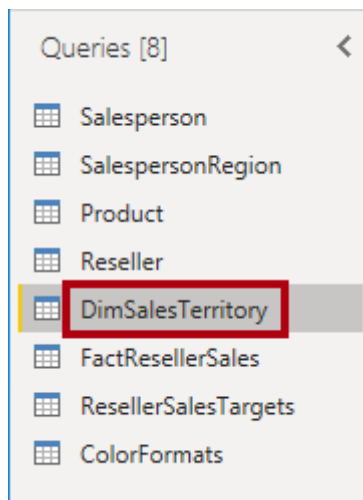 Queries [8]
Salesperson
SalespersonRegion
Product
Reseller
DimSalesTerritory
FactResellerSales
ResellerSalesTargets
ColorFormats